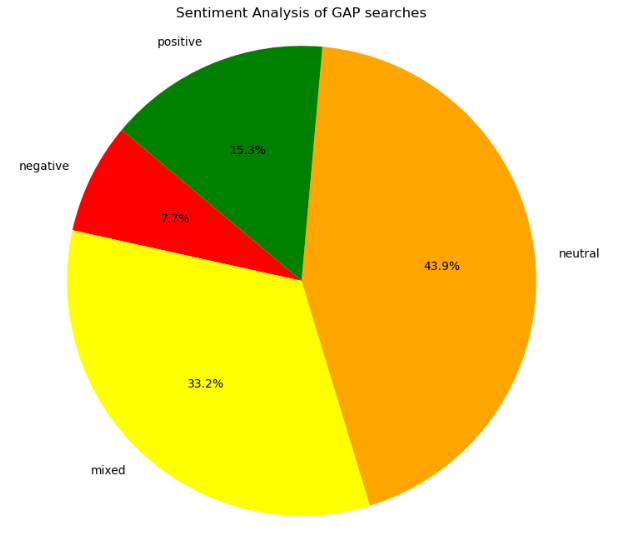 Sentiment Analysis of GAP searches
positive
15.3%
negative
7.7%
neutral
43.9%
33.2%
mixed